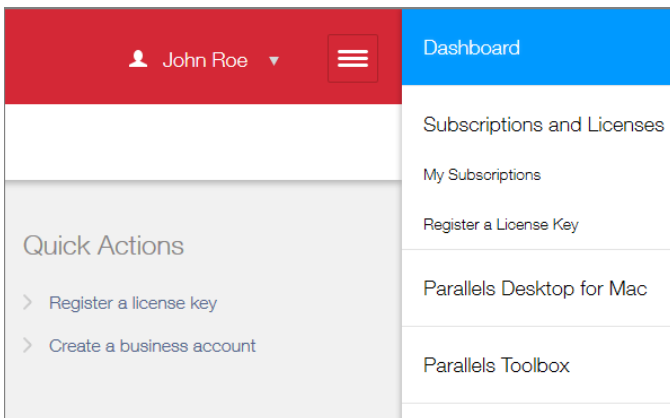 John Roe
Quick Actions
Register a license key
Create a business account
Dashboard
Subscriptions and Licenses
My Subscriptions
Register a License Key
Parallels Desktop for Mac
Parallels Toolbox